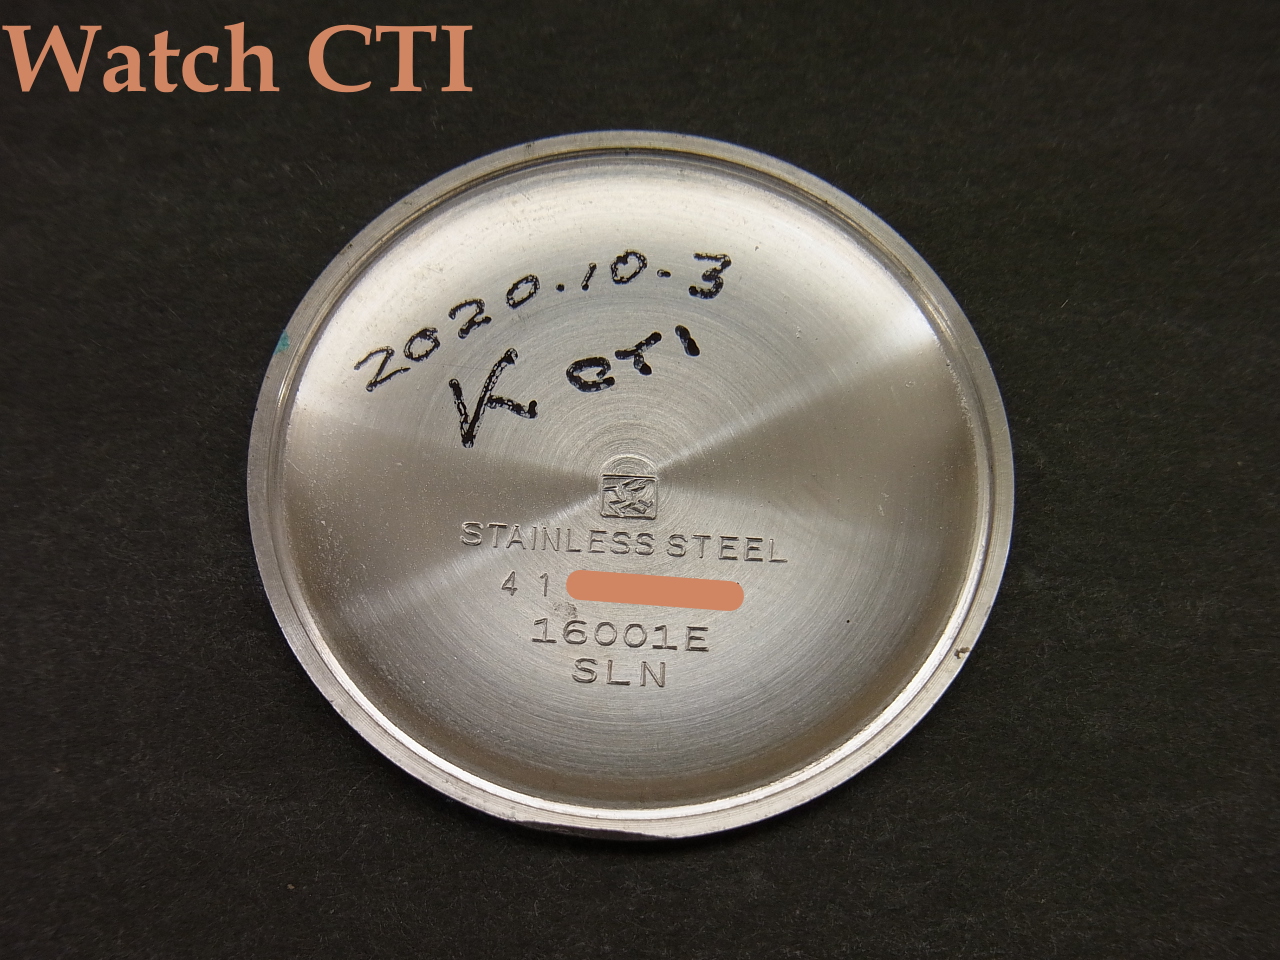 Watch CTI
2020.10.3
K CTI
STAINLESS STEEL
41
16001E
SLN